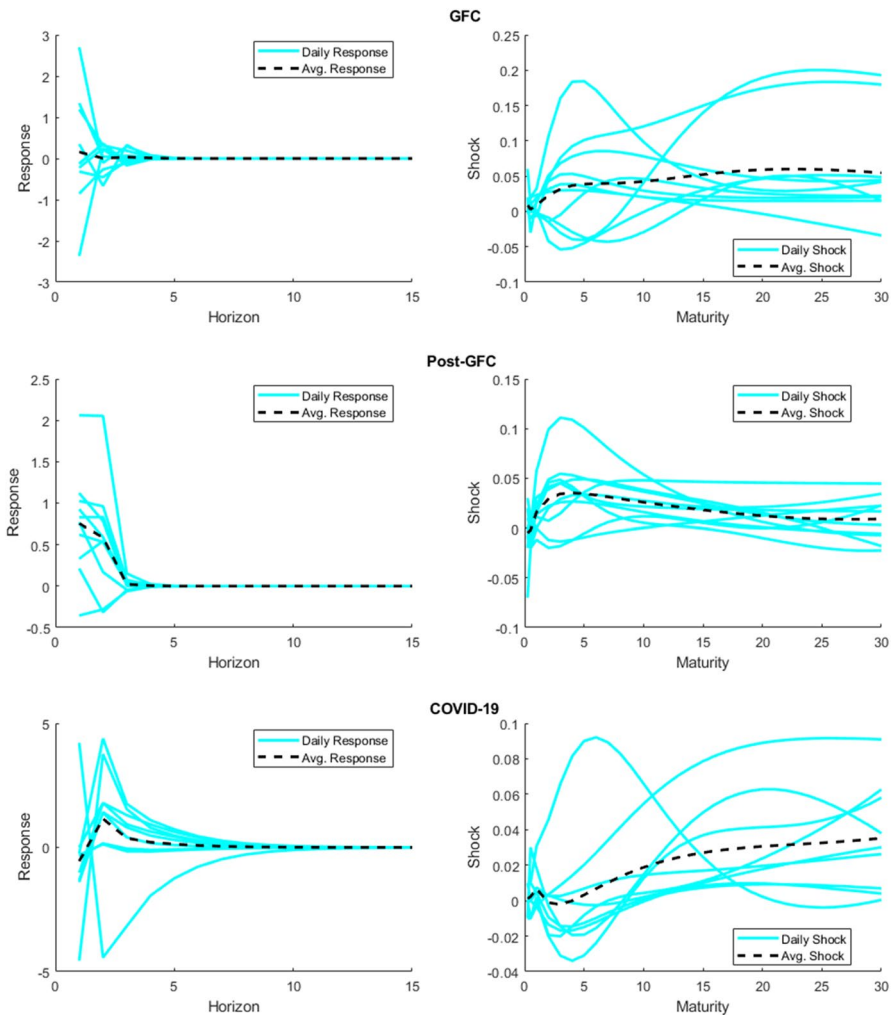 GFC
3
2
1
0
-1
-2
-3
Response
0
5
10
15
Horizon
Daily Response
Avg. Response
0.25
0.2
0.15
0.1
0.05
0
-0.05
-0.1
Shock
0
5
10
15
20
25
30
Maturity
Daily Shock
Avg. Shock
Post-GFC
2.5
2
1.5
1
0.5
0
-0.5
Response
0
5
10
15
Horizon
Daily Response
Avg. Response
0.15
0.1
0.05
0
-0.05
-0.1
Shock
0
5
10
15
20
25
30
Maturity
Daily Shock
Avg. Shock
COVID-19
5
0
-5
Response
0
5
10
15
Horizon
Daily Response
Avg. Response
0.1
0.08
0.06
0.04
0.02
0
-0.02
-0.04
Shock
0
5
10
15
20
25
30
Maturity
Daily Shock
Avg. Shock